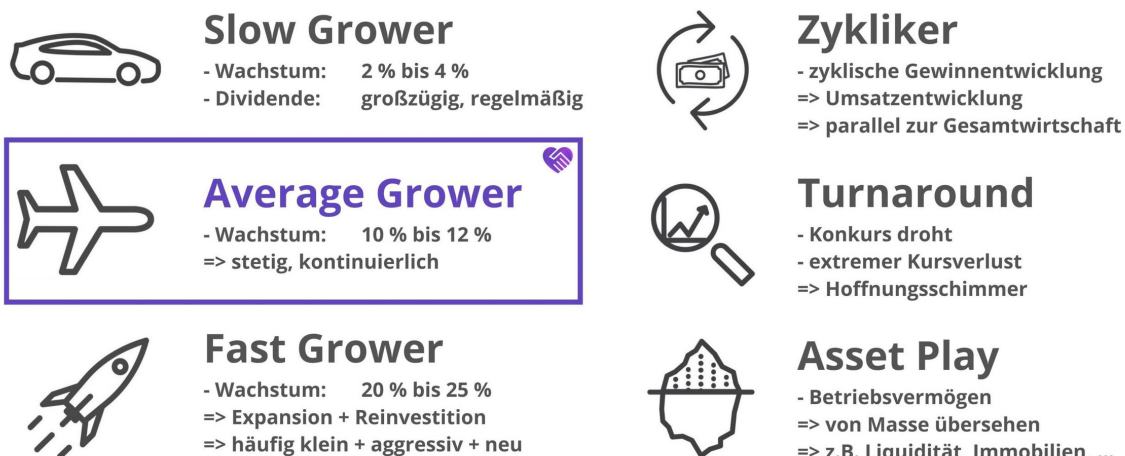 Slow Grower
- Wachstum: 2 % bis 4 %
- Dividende: großzügig, regelmäßig
Average Grower
- Wachstum: 10 % bis 12 %
=> stetig, kontinuierlich
Fast Grower
- Wachstum: 20 % bis 25 %
=> Expansion + Reinvestition
=> häufig klein + aggressiv + neu
Zykliker
- zyklische Gewinnentwicklung
=> Umsatzentwicklung
=> parallel zur Gesamtwirtschaft
Turnaround
- Konkurs droht
- extremer Kursverlust
=> Hoffnungsschimmer
Asset Play
- Betriebsvermögen
=> von Masse übersehen
=> z.B. Liquidität, Immobilien, ...